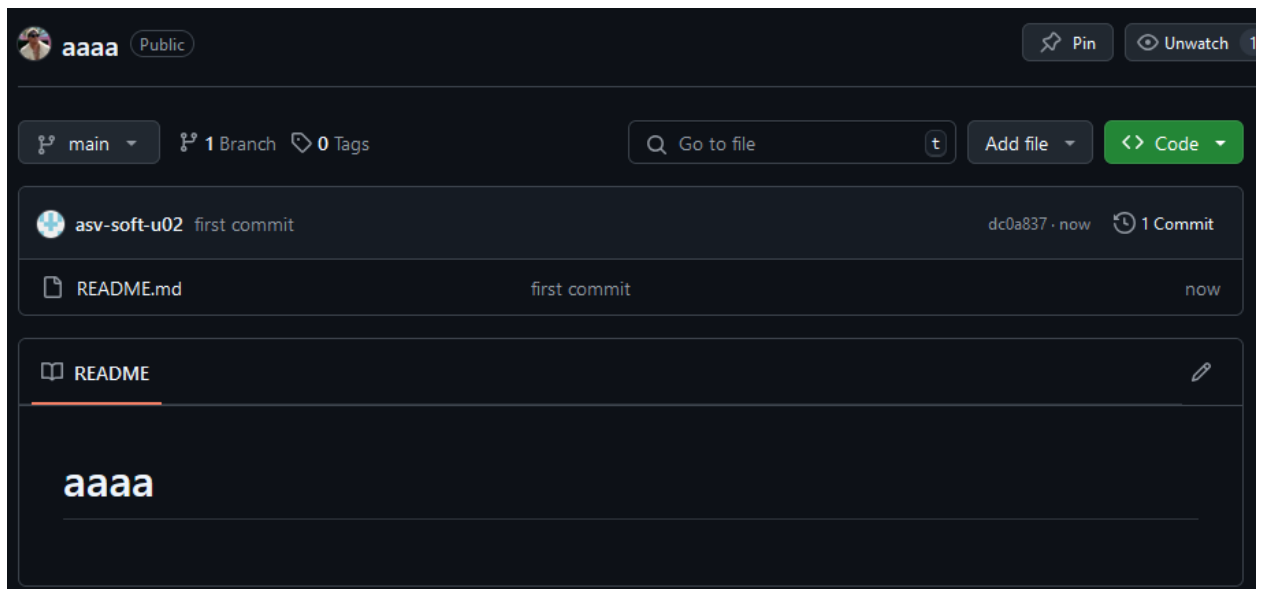 aaaa Public Pin Unwatch 1
main 1 Branch 0 Tags Go to file t Add file Code
asv-soft-u02 first commit dc0a837 · now 1 Commit
README.md first commit now
README
aaaa